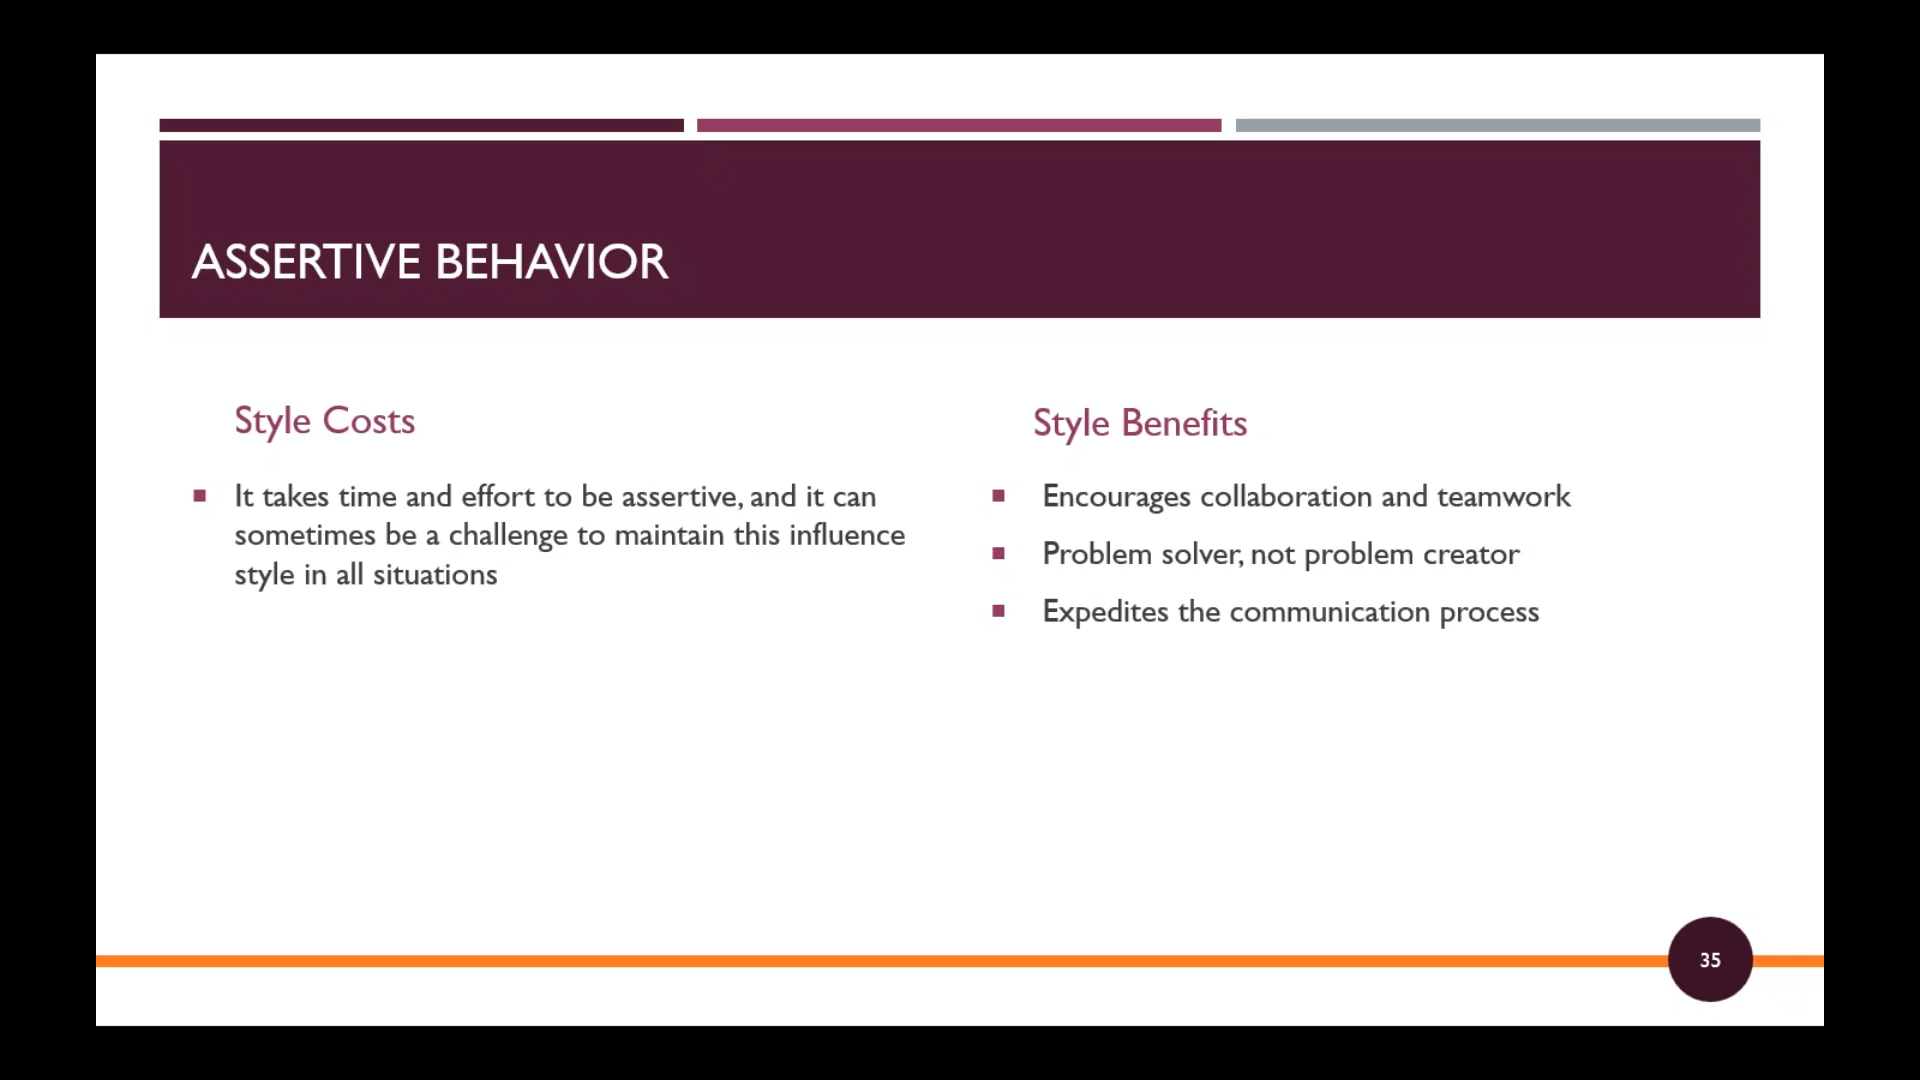 ASSERTIVE BEHAVIOR
Style Costs
It takes time and effort to be assertive, and it can
sometimes be a challenge to maintain this influence
style in all situations
Style Benefits
Encourages collaboration and teamwork
Problem solver, not problem creator
Expedites the communication process
35